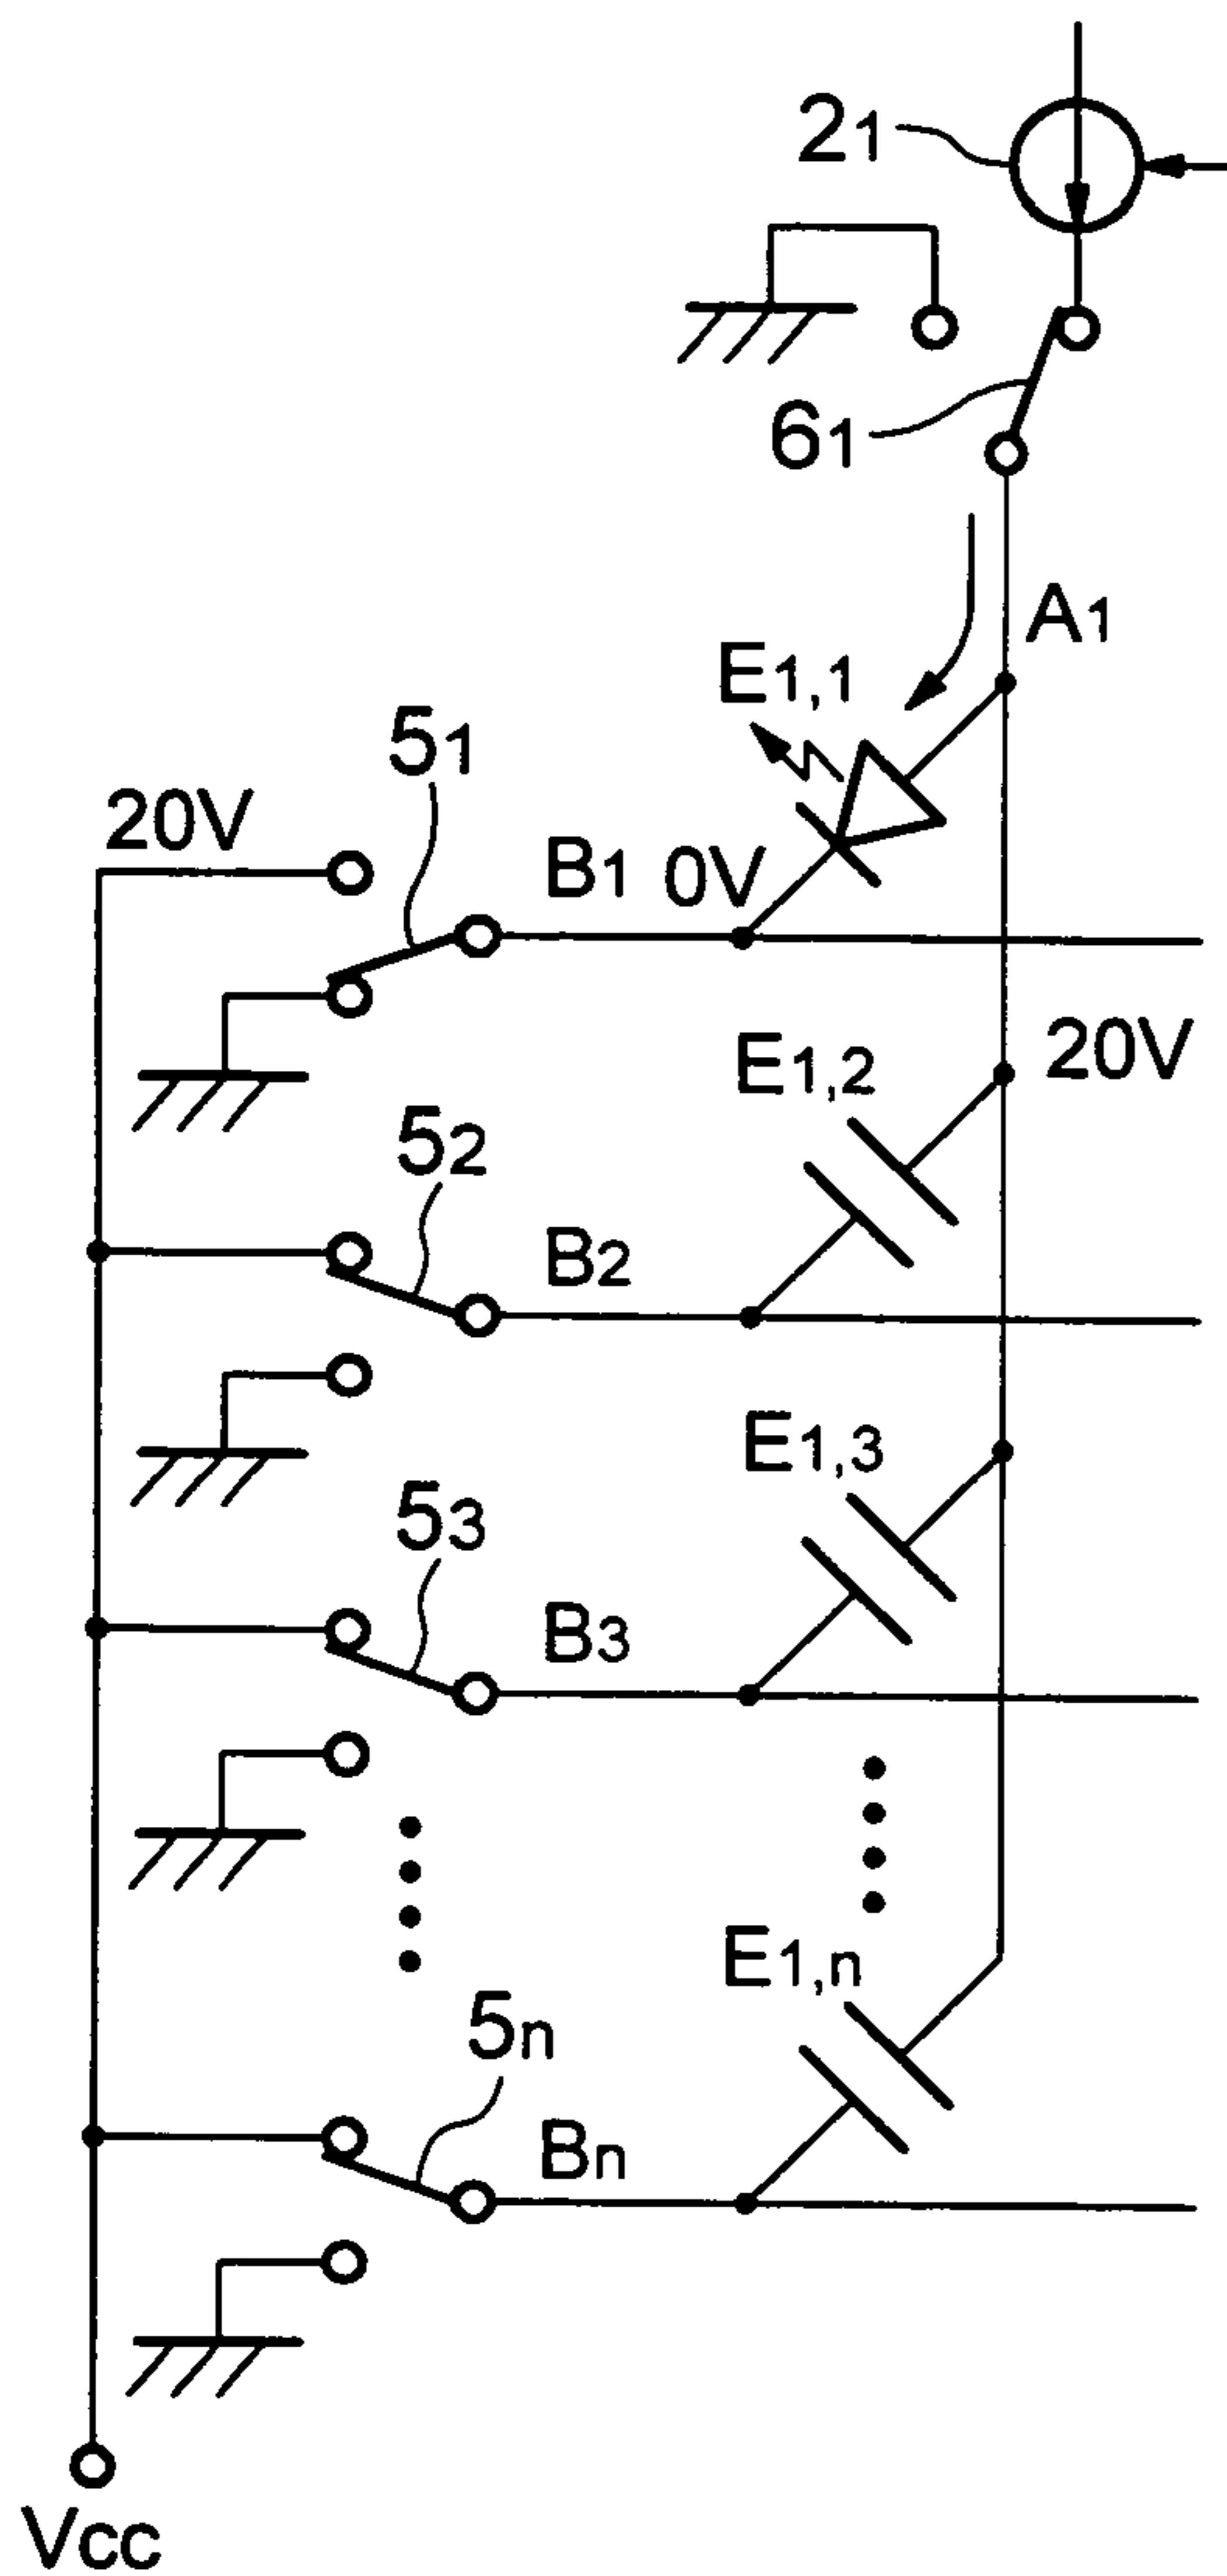 2₁
6₁
A₁
E₁,₁
5₁
20V
B₁ 0V
20V
E₁,₂
5₂
B₂
E₁,₃
5₃
B₃
E₁,ₙ
5ₙ
Bₙ
Vcc